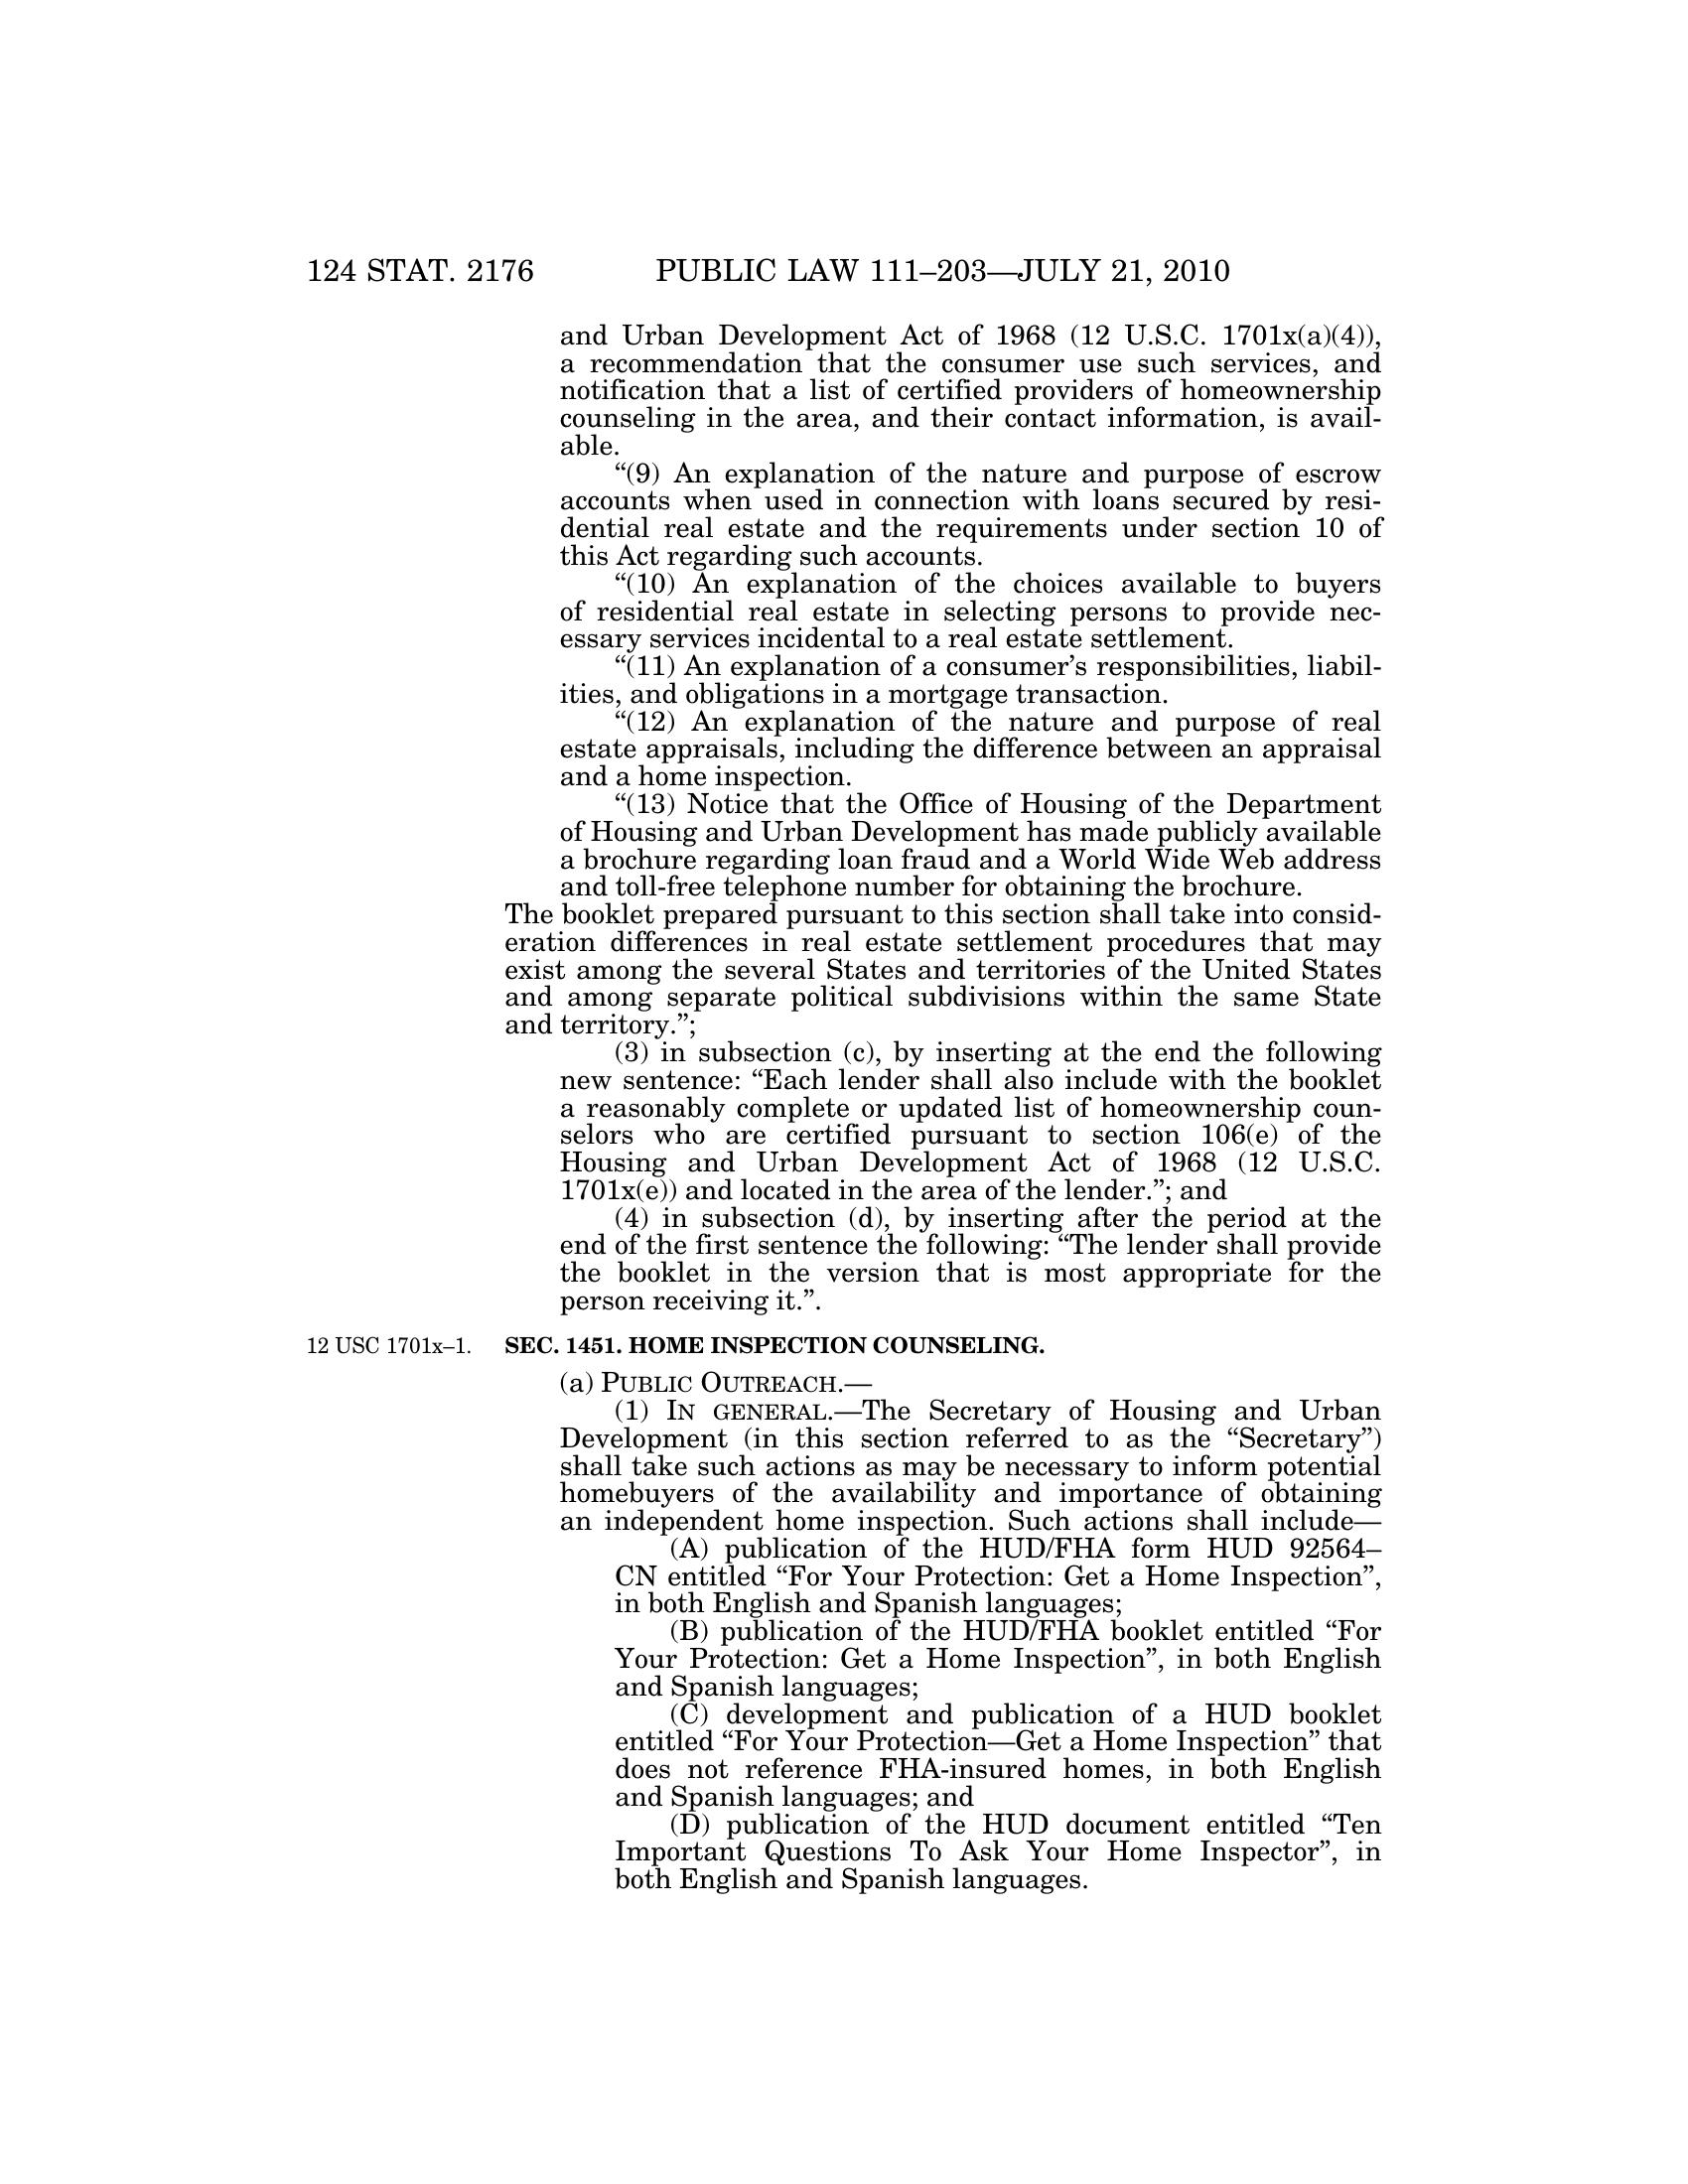 124 STAT. 2176 PUBLIC LAW 111–203—JULY 21, 2010
and Urban Development Act of 1968 (12 U.S.C. 1701x(a)(4)),
a recommendation that the consumer use such services, and
notification that a list of certified providers of homeownership
counseling in the area, and their contact information, is avail-
able.
“(9) An explanation of the nature and purpose of escrow
accounts when used in connection with loans secured by resi-
dential real estate and the requirements under section 10 of
this Act regarding such accounts.
“(10) An explanation of the choices available to buyers
of residential real estate in selecting persons to provide nec-
essary services incidental to a real estate settlement.
“(11) An explanation of a consumer’s responsibilities, liabil-
ities, and obligations in a mortgage transaction.
“(12) An explanation of the nature and purpose of real
estate appraisals, including the difference between an appraisal
and a home inspection.
“(13) Notice that the Office of Housing of the Department
of Housing and Urban Development has made publicly available
a brochure regarding loan fraud and a World Wide Web address
and toll-free telephone number for obtaining the brochure.
The booklet prepared pursuant to this section shall take into consid-
eration differences in real estate settlement procedures that may
exist among the several States and territories of the United States
and among separate political subdivisions within the same State
and territory.”;
(3) in subsection (c), by inserting at the end the following
new sentence: “Each lender shall also include with the booklet
a reasonably complete or updated list of homeownership coun-
selors who are certified pursuant to section 106(e) of the
Housing and Urban Development Act of 1968 (12 U.S.C.
1701x(e)) and located in the area of the lender.”; and
(4) in subsection (d), by inserting after the period at the
end of the first sentence the following: “The lender shall provide
the booklet in the version that is most appropriate for the
person receiving it.”.
12 USC 1701x–1. SEC. 1451. HOME INSPECTION COUNSELING.
(a) PUBLIC OUTREACH.—
(1) IN GENERAL.—The Secretary of Housing and Urban
Development (in this section referred to as the “Secretary”)
shall take such actions as may be necessary to inform potential
homebuyers of the availability and importance of obtaining
an independent home inspection. Such actions shall include—
(A) publication of the HUD/FHA form HUD 92564–
CN entitled “For Your Protection: Get a Home Inspection”,
in both English and Spanish languages;
(B) publication of the HUD/FHA booklet entitled “For
Your Protection: Get a Home Inspection”, in both English
and Spanish languages;
(C) development and publication of a HUD booklet
entitled “For Your Protection—Get a Home Inspection” that
does not reference FHA-insured homes, in both English
and Spanish languages; and
(D) publication of the HUD document entitled “Ten
Important Questions To Ask Your Home Inspector”, in
both English and Spanish languages.